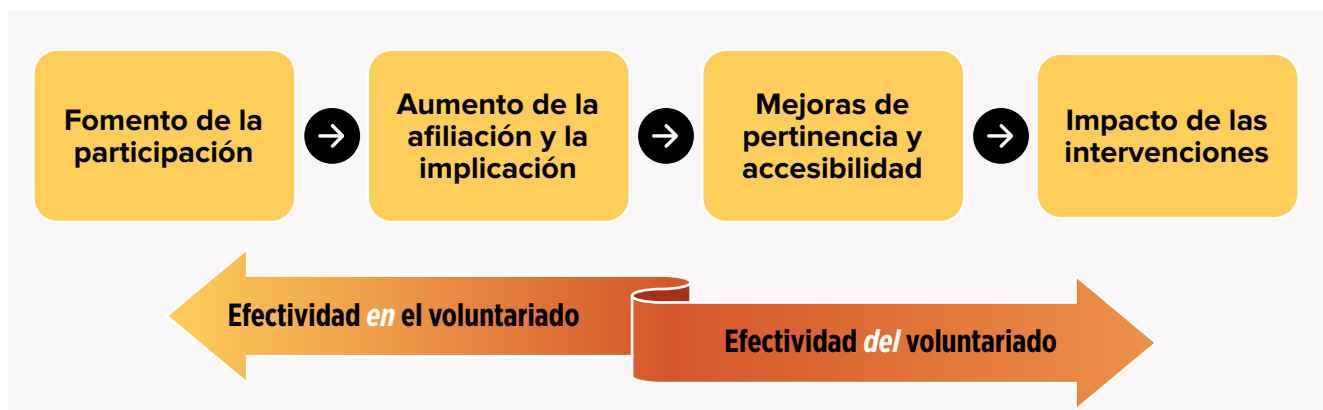 Fomento de la
participación
Aumento de la
afiliación y la
implicación
Mejoras de
pertinencia y
accesibilidad
Impacto de las
intervenciones
Efectividad en el voluntariado
Efectividad del voluntariado